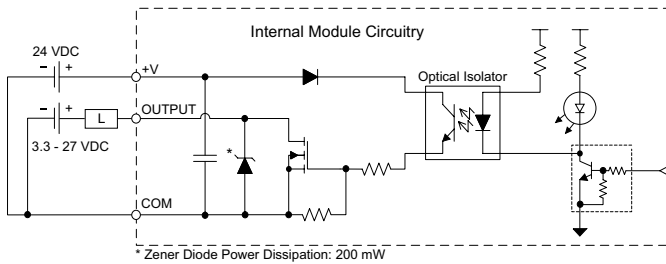 Internal Module Circuitry
24 VDC
- +
+V
Optical Isolator
- +
OUTPUT
L
3.3 - 27 VDC
*
COM
* Zener Diode Power Dissipation: 200 mW